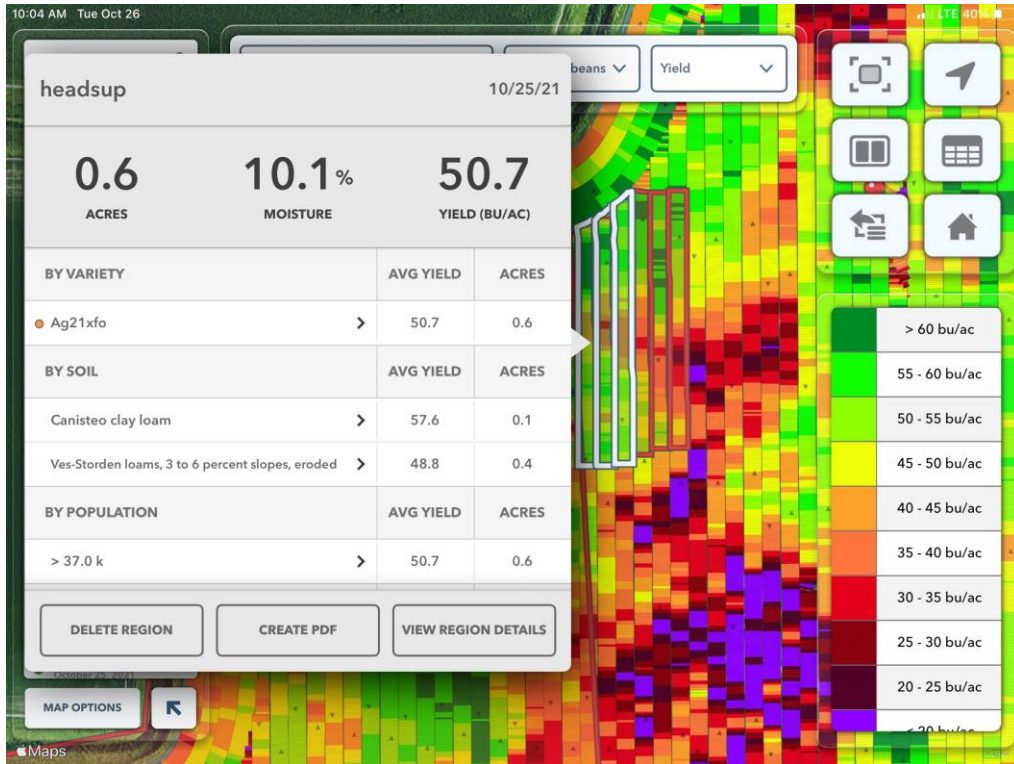 10:04 AM Tue Oct 26
LTE 40%
beans
Yield
headsup
10/25/21
0.6
ACRES
10.1%
MOISTURE
50.7
YIELD (BU/AC)
BY VARIETY AVG YIELD ACRES
Ag21xfo 50.7 0.6
BY SOIL AVG YIELD ACRES
Canisteo clay loam 57.6 0.1
Ves-Storden loams, 3 to 6 percent slopes, eroded 48.8 0.4
BY POPULATION AVG YIELD ACRES
> 37.0 k 50.7 0.6
DELETE REGION
CREATE PDF
VIEW REGION DETAILS
October 25, 2021
MAP OPTIONS
Maps
> 60 bu/ac
55 - 60 bu/ac
50 - 55 bu/ac
45 - 50 bu/ac
40 - 45 bu/ac
35 - 40 bu/ac
30 - 35 bu/ac
25 - 30 bu/ac
20 - 25 bu/ac
< 20 bu/ac